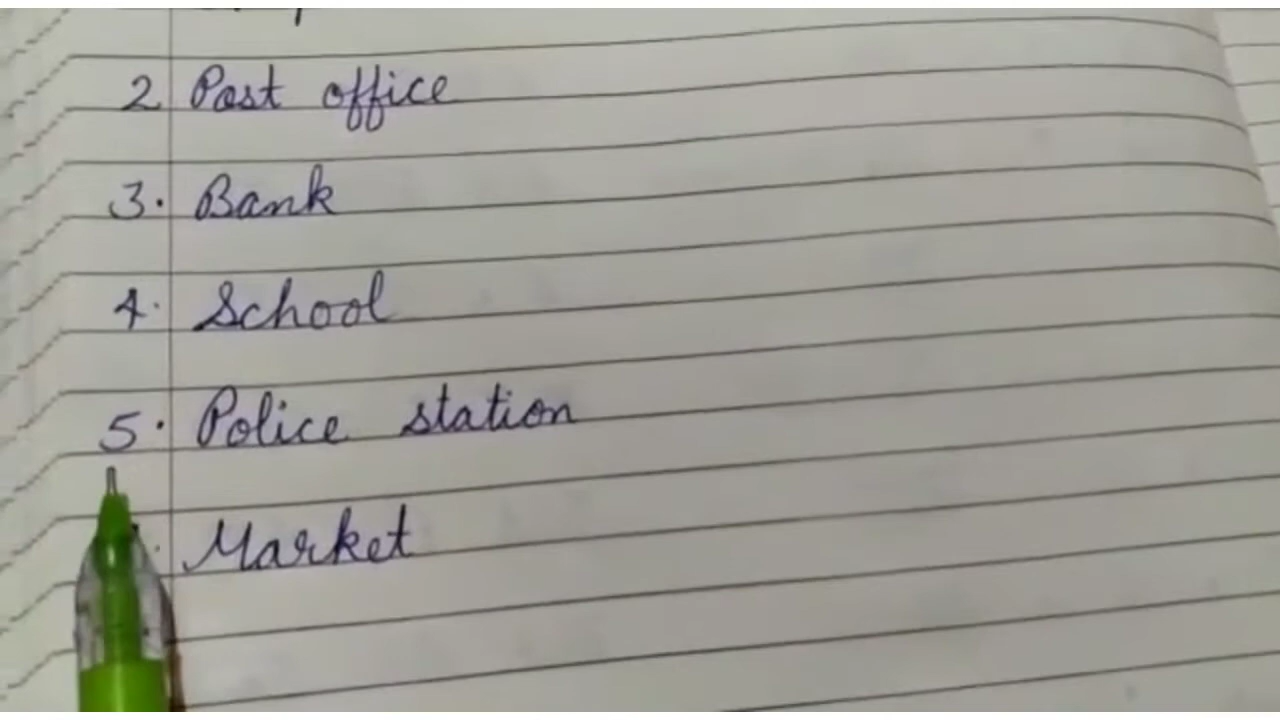 2 Post office
3. Bank
4. School
5. Police station
Market